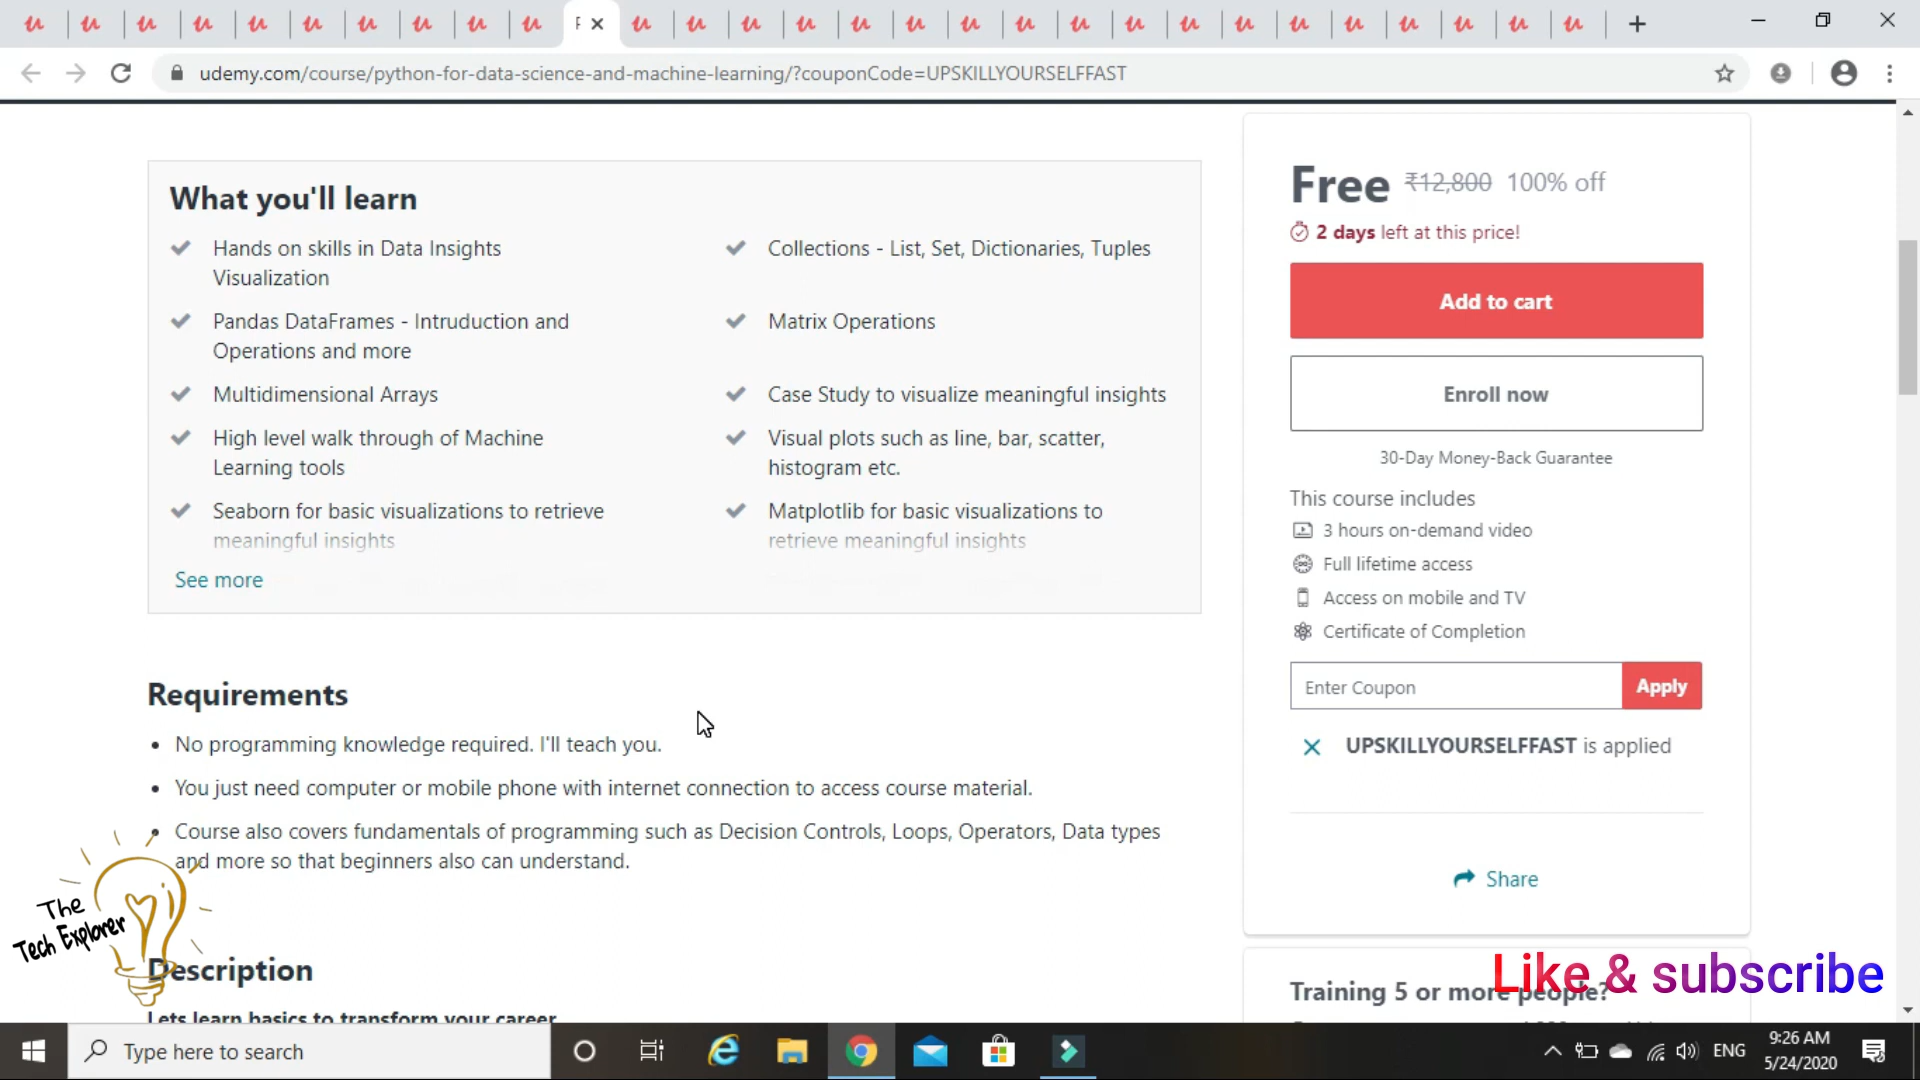 udemy.com/course/python-for-data-science-and-machine-learning/?couponCode=UPSKILLYOURSELFFAST
What you'll learn
Hands on skills in Data Insights
Visualization
Collections - List, Set, Dictionaries, Tuples
Pandas DataFrames - Intruduction and
Operations and more
Matrix Operations
Multidimensional Arrays
Case Study to visualize meaningful insights
High level walk through of Machine
Learning tools
Visual plots such as line, bar, scatter,
histogram etc.
Seaborn for basic visualizations to retrieve
meaningful insights
Matplotlib for basic visualizations to
retrieve meaningful insights
See more
Free ₹12,800 100% off
2 days left at this price!
Add to cart
Enroll now
30-Day Money-Back Guarantee
This course includes
3 hours on-demand video
Full lifetime access
Access on mobile and TV
Certificate of Completion
Enter Coupon
Apply
UPSKILLYOURSELFFAST is applied
Share
Training 5 or more people?
Requirements
No programming knowledge required. I'll teach you.
You just need computer or mobile phone with internet connection to access course material.
Course also covers fundamentals of programming such as Decision Controls, Loops, Operators, Data types
and more so that beginners also can understand.
Description
Lets learn basics to transform your career
The
Tech Explorer
Like & subscribe
Type here to search
ENG
9:26 AM
5/24/2020